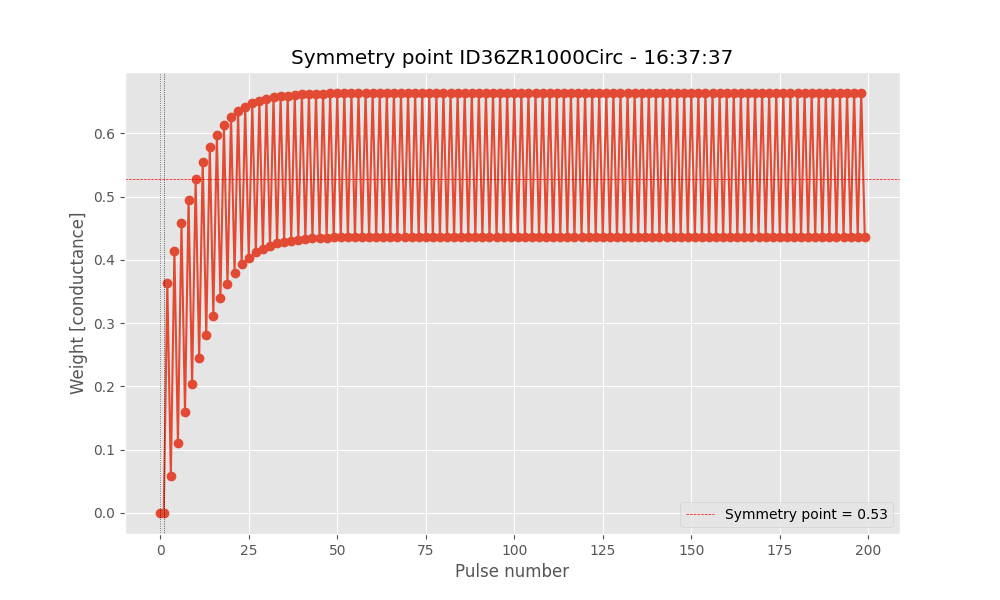 Symmetry point ID36ZR1000Circ - 16:37:37
Weight [conductance]
0.6
0.5
0.4
0.3
0.2
0.1
0.0
Symmetry point = 0.53
0 25 50 75 100 125 150 175 200
Pulse number